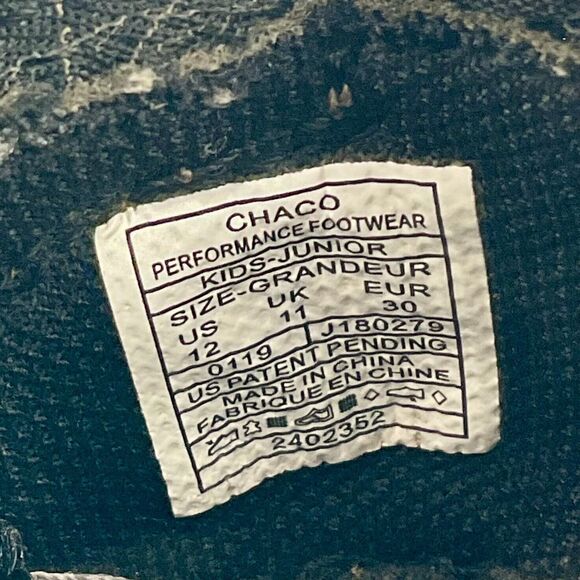 CHACO
PERFORMANCE FOOTWEAR
KIDS-JUNIOR
SIZE-GRANDEUR
US UK EUR
12 11 30
0119 J180279
US PATENT PENDING
MADE IN CHINA
FABRIQUE EN CHINE
2402352